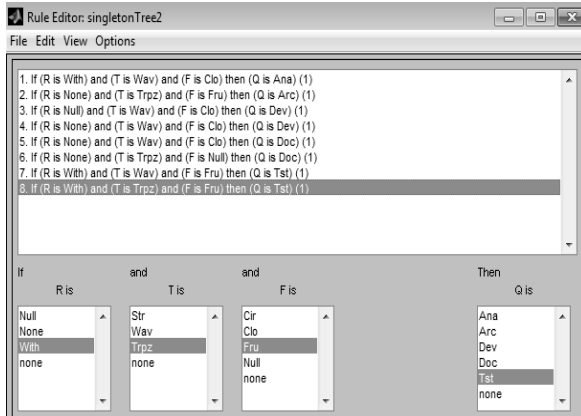 Rule Editor: singletonTree2
File Edit View Options
1. If (R is With) and (T is Wav) and (F is Clo) then (Q is Ana) (1)
2. If (R is None) and (T is Trpz) and (F is Fru) then (Q is Arc) (1)
3. If (R is Null) and (T is Wav) and (F is Clo) then (Q is Dev) (1)
4. If (R is None) and (T is Wav) and (F is Clo) then (Q is Dev) (1)
5. If (R is None) and (T is Wav) and (F is Clo) then (Q is Doc) (1)
6. If (R is None) and (T is Trpz) and (F is Null) then (Q is Doc) (1)
7. If (R is With) and (T is Wav) and (F is Fru) then (Q is Tst) (1)
8. If (R is With) and (T is Trpz) and (F is Fru) then (Q is Tst) (1)
If and and Then
R is T is F is Q is
Null Str Cir Ana
None Wav Clo Arc
With Trpz Fru Dev
none none Null Doc
none Tst
none